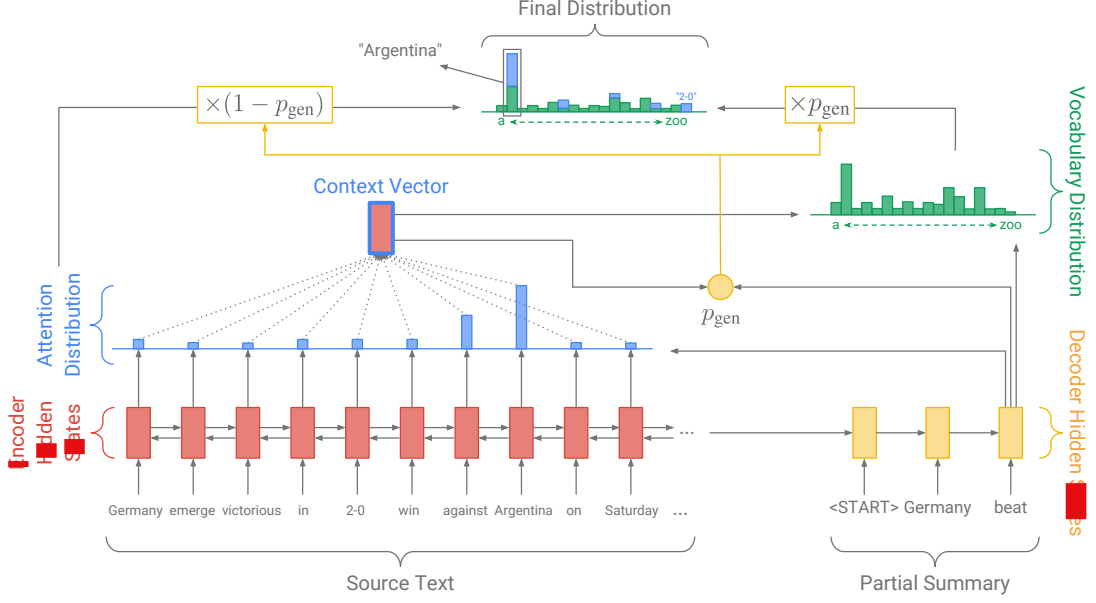 Final Distribution
"Argentina"
×(1 − p_gen)
"2-0"
×p_gen
a
zoo
Context Vector
Vocabulary Distribution
a
zoo
Attention
Distribution
p_gen
Encoder
Decoder Hidden
...
Germany emerge victorious in 2-0 win against Argentina on Saturday ...
<START> Germany beat
Source Text
Partial Summary